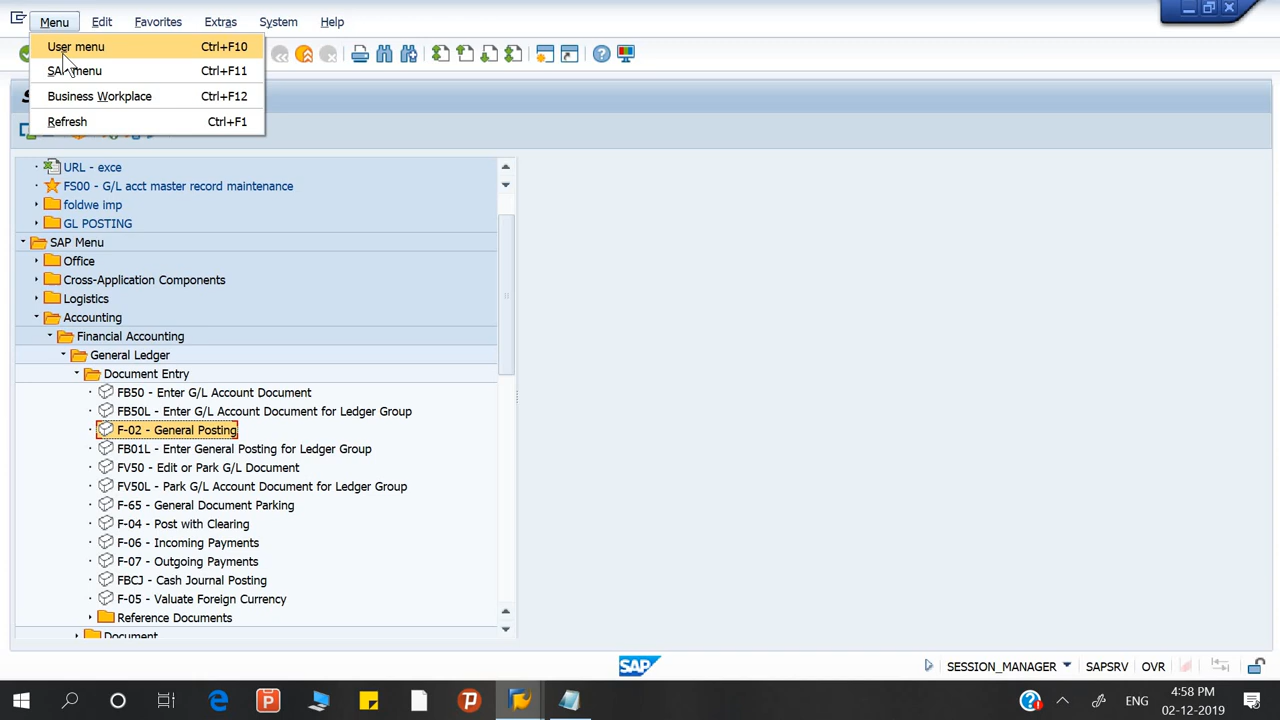 Menu Edit Favorites Extras System Help
User menu Ctrl+F10
SAP menu Ctrl+F11
Business Workplace Ctrl+F12
Refresh Ctrl+F1
URL - exce
FS00 - G/L acct master record maintenance
foldwe imp
GL POSTING
SAP Menu
Office
Cross-Application Components
Logistics
Accounting
Financial Accounting
General Ledger
Document Entry
FB50 - Enter G/L Account Document
FB50L - Enter G/L Account Document for Ledger Group
F-02 - General Posting
FB01L - Enter General Posting for Ledger Group
FV50 - Edit or Park G/L Document
FV50L - Park G/L Account Document for Ledger Group
F-65 - General Document Parking
F-04 - Post with Clearing
F-06 - Incoming Payments
F-07 - Outgoing Payments
FBCJ - Cash Journal Posting
F-05 - Valuate Foreign Currency
Reference Documents
Document
SAP SESSION_MANAGER SAPSRV OVR
ENG 4:58 PM
02-12-2019